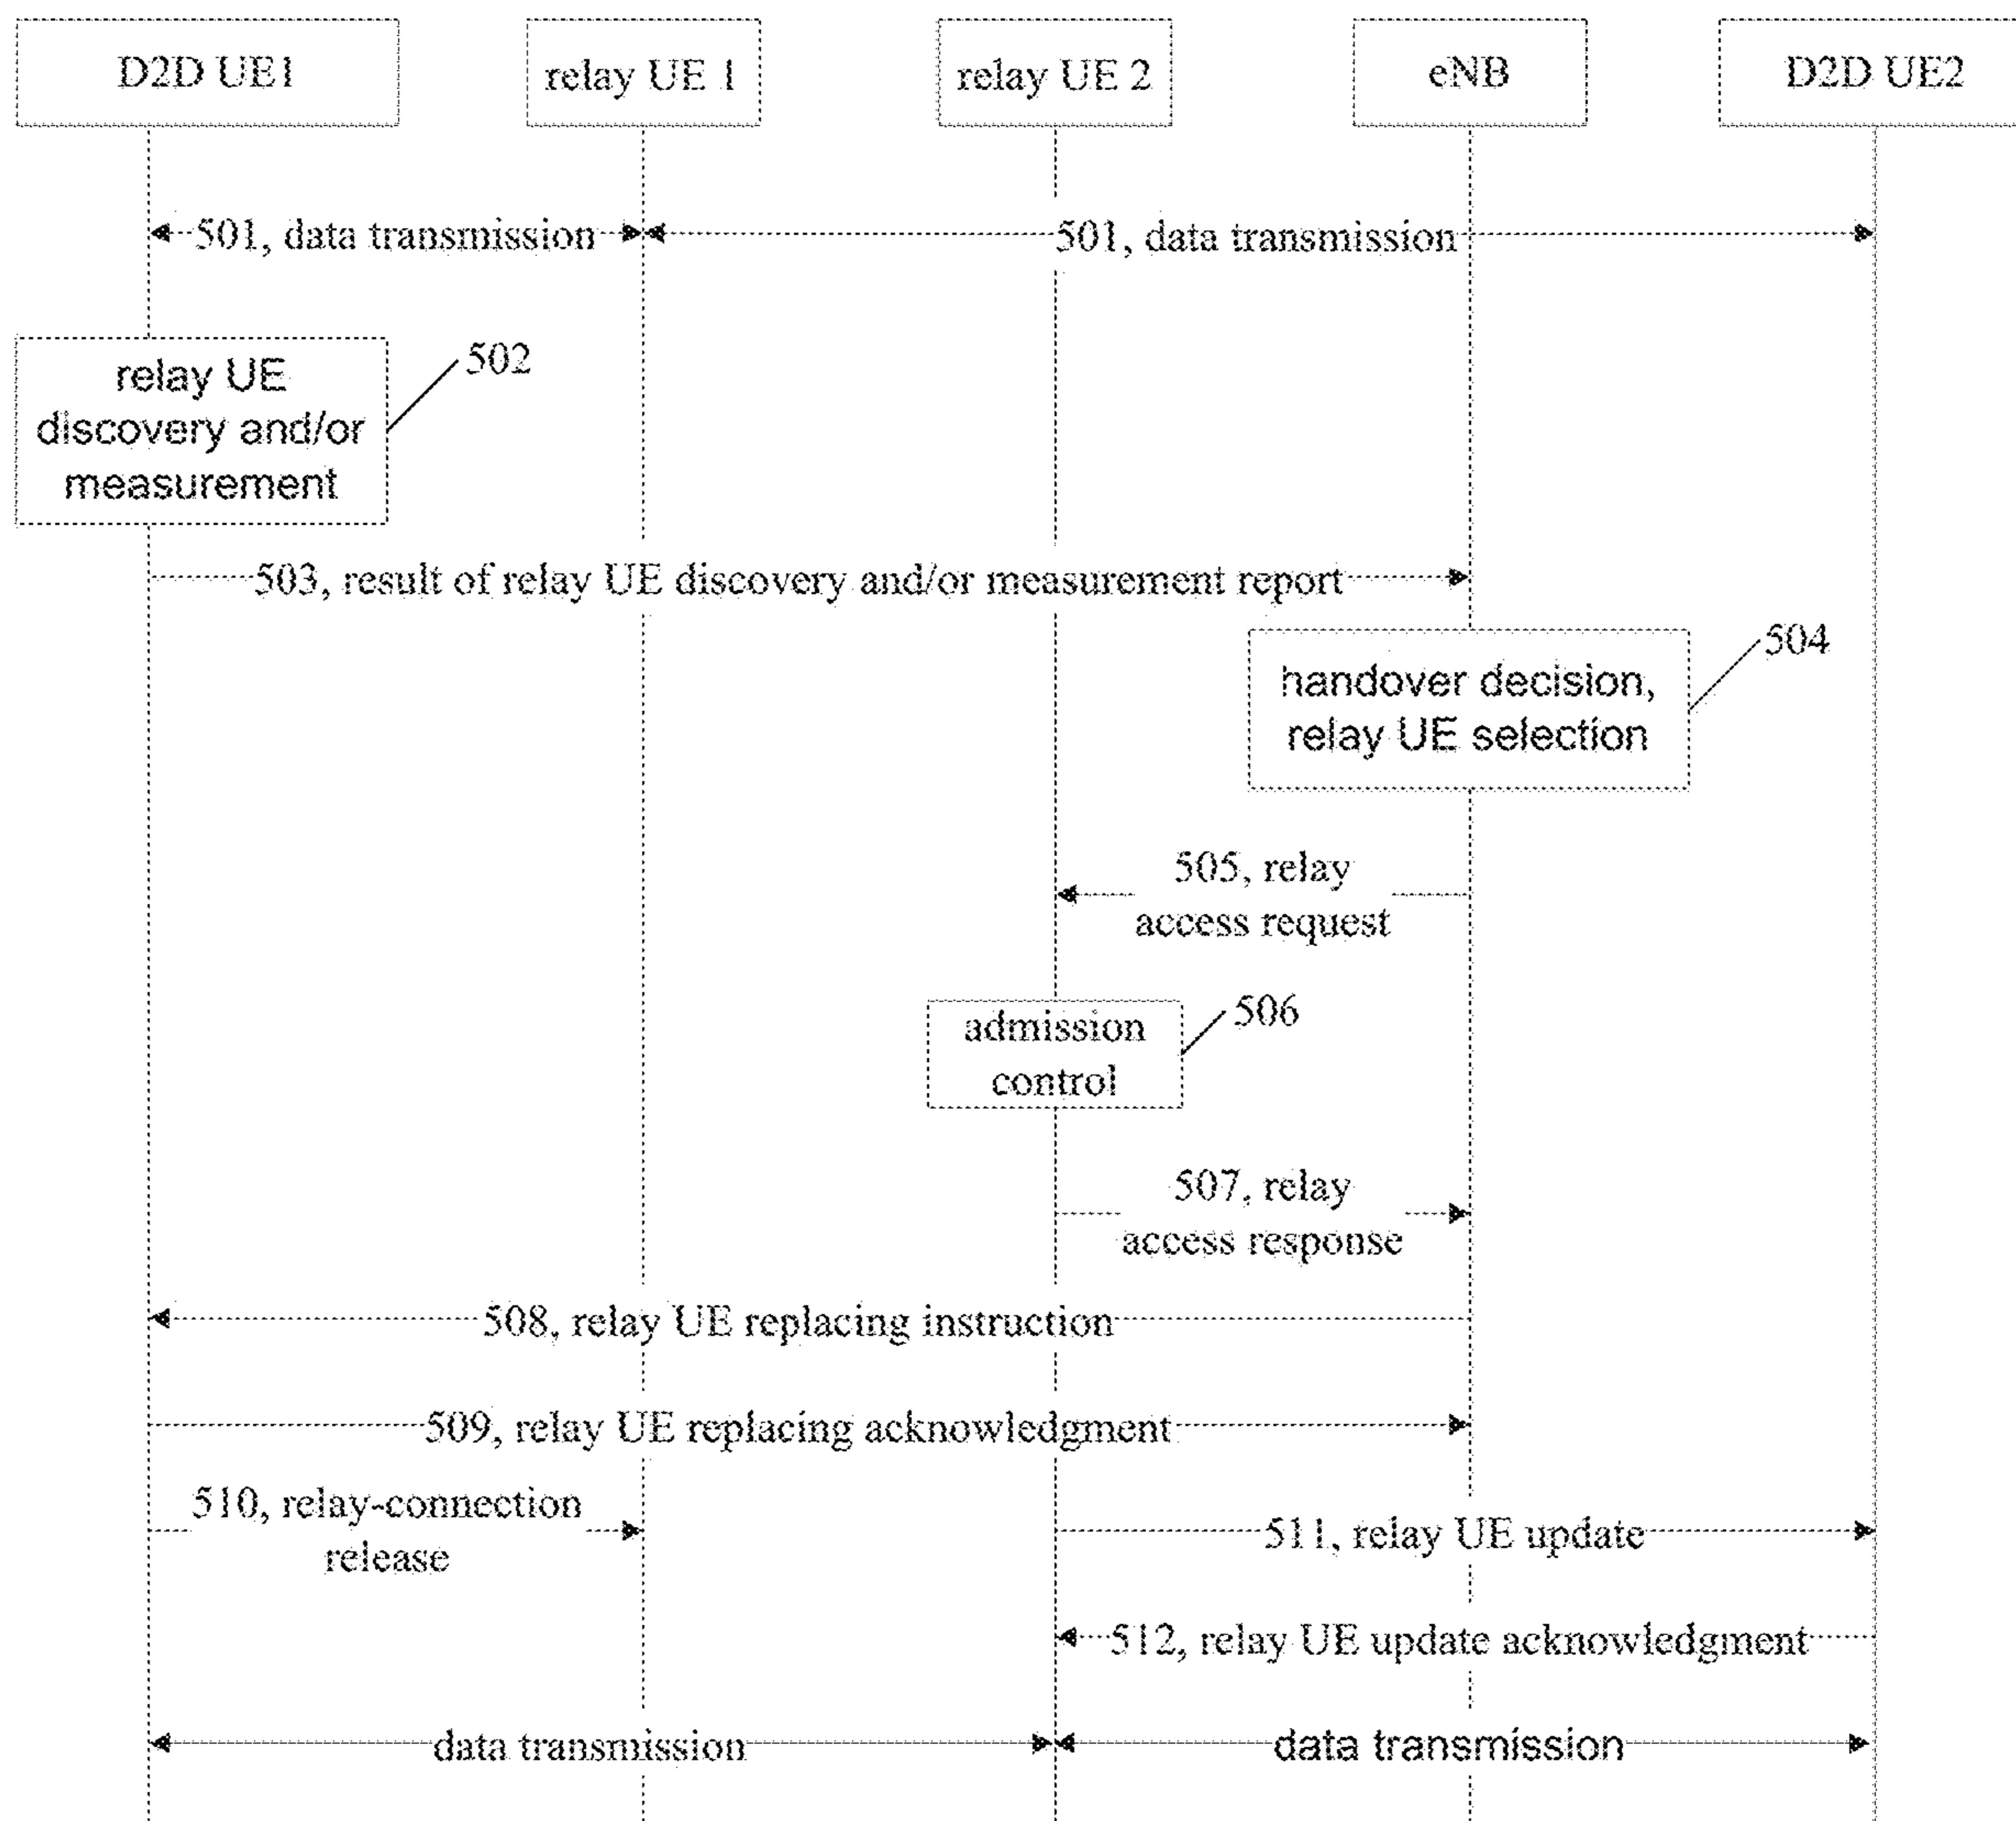 D2D UE1
relay UE 1
relay UE 2
eNB
D2D UE2
501, data transmission
501, data transmission
relay UE
discovery and/or
measurement
502
503, result of relay UE discovery and/or measurement report
504
handover decision,
relay UE selection
505, relay
access request
506
admission
control
507, relay
access response
508, relay UE replacing instruction
509, relay UE replacing acknowledgment
510, relay-connection
release
511, relay UE update
512, relay UE update acknowledgment
data transmission
data transmission